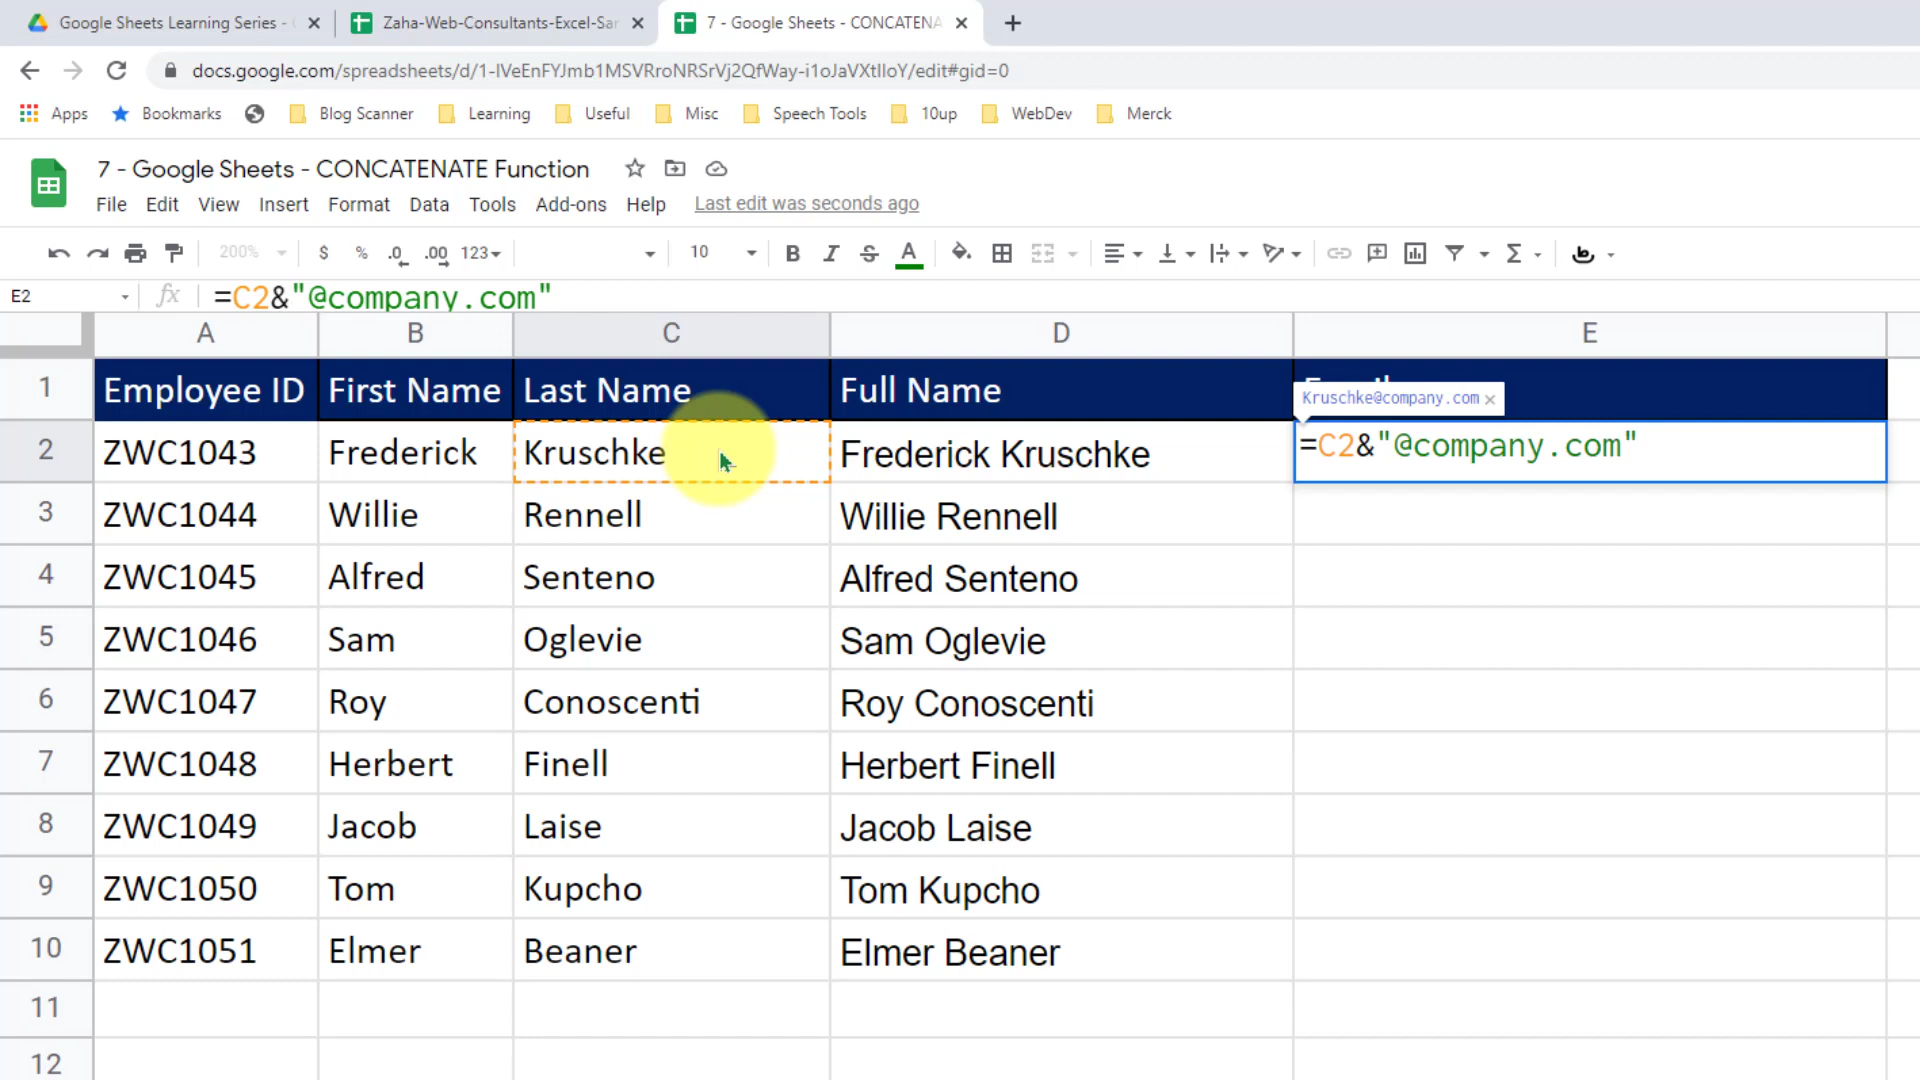 Google Sheets Learning Series -
Zaha-Web-Consultants-Excel-Sar
7 - Google Sheets - CONCATENA
docs.google.com/spreadsheets/d/1-lVeEnFYJmb1MSVRroNRSrVj2QfWay-i1oJaVXtlloY/edit#gid=0
Apps Bookmarks Blog Scanner Learning Useful Misc Speech Tools 10up WebDev Merck
7 - Google Sheets - CONCATENATE Function
File Edit View Insert Format Data Tools Add-ons Help Last edit was seconds ago
200% $ % .0 .00 123 10 B I S A
E2 fx =C2&"@company.com"
A B C D E
1 Employee ID First Name Last Name Full Name
Kruschke@company.com
2 ZWC1043 Frederick Kruschke Frederick Kruschke =C2&"@company.com"
3 ZWC1044 Willie Rennell Willie Rennell
4 ZWC1045 Alfred Senteno Alfred Senteno
5 ZWC1046 Sam Oglevie Sam Oglevie
6 ZWC1047 Roy Conoscenti Roy Conoscenti
7 ZWC1048 Herbert Finell Herbert Finell
8 ZWC1049 Jacob Laise Jacob Laise
9 ZWC1050 Tom Kupcho Tom Kupcho
10 ZWC1051 Elmer Beaner Elmer Beaner
11
12